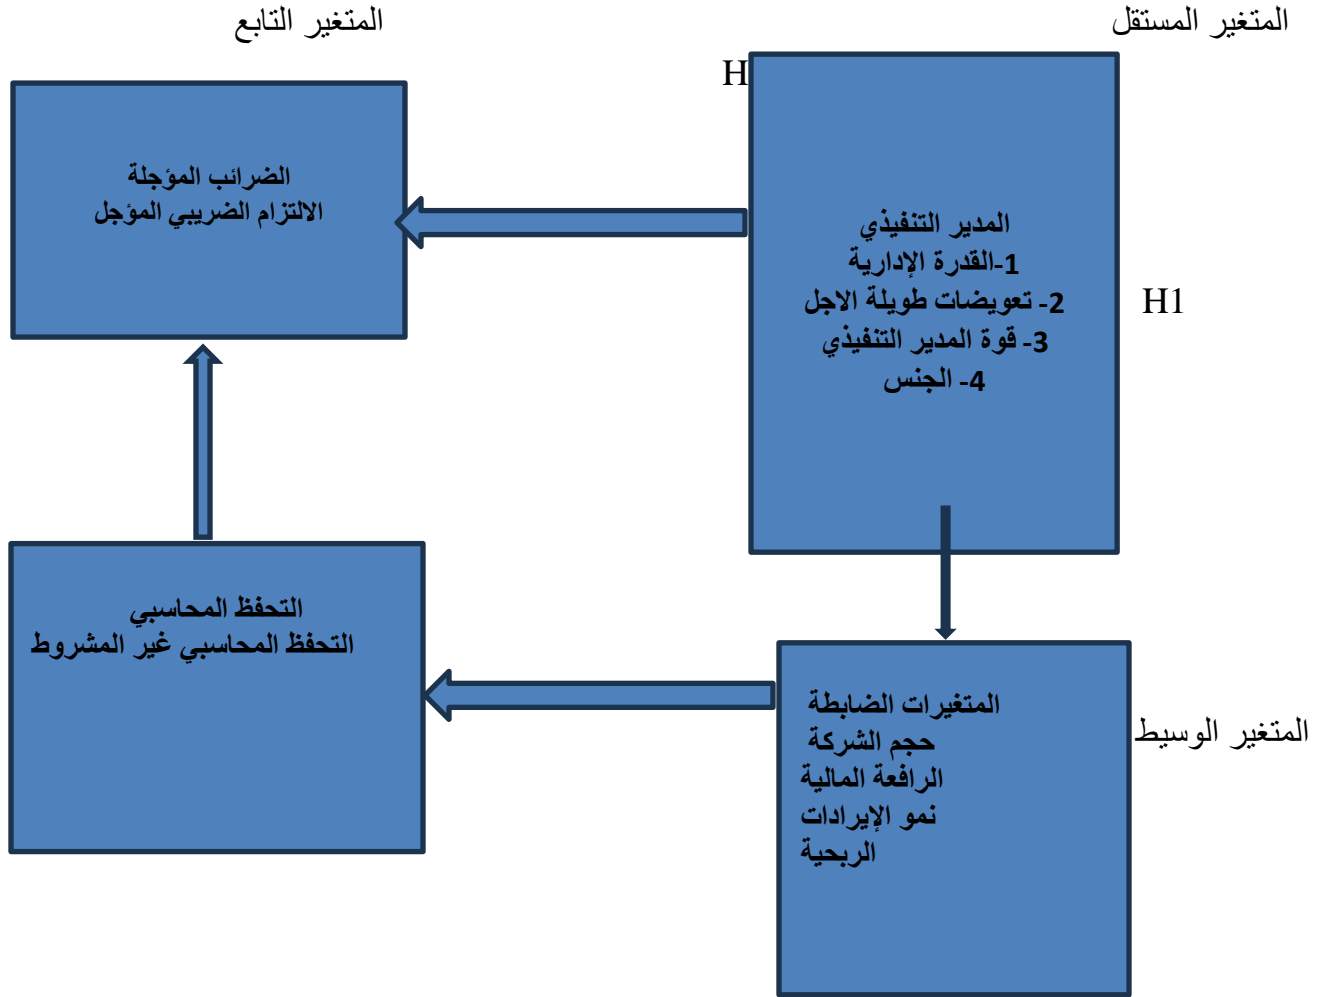 المتغير المستقل
المتغير التابع
H
المدير التنفيذي
1-القدرة الإدارية
2- تعويضات طويلة الاجل
3- قوة المدير التنفيذي
4- الجنس
الضرائب المؤجلة
الالتزام الضريبي المؤجل
H1
المتغيرات الضابطة
حجم الشركة
الرافعة المالية
نمو الإيرادات
الربحية
المتغير الوسيط
التحفظ المحاسبي
التحفظ المحاسبي غير المشروط